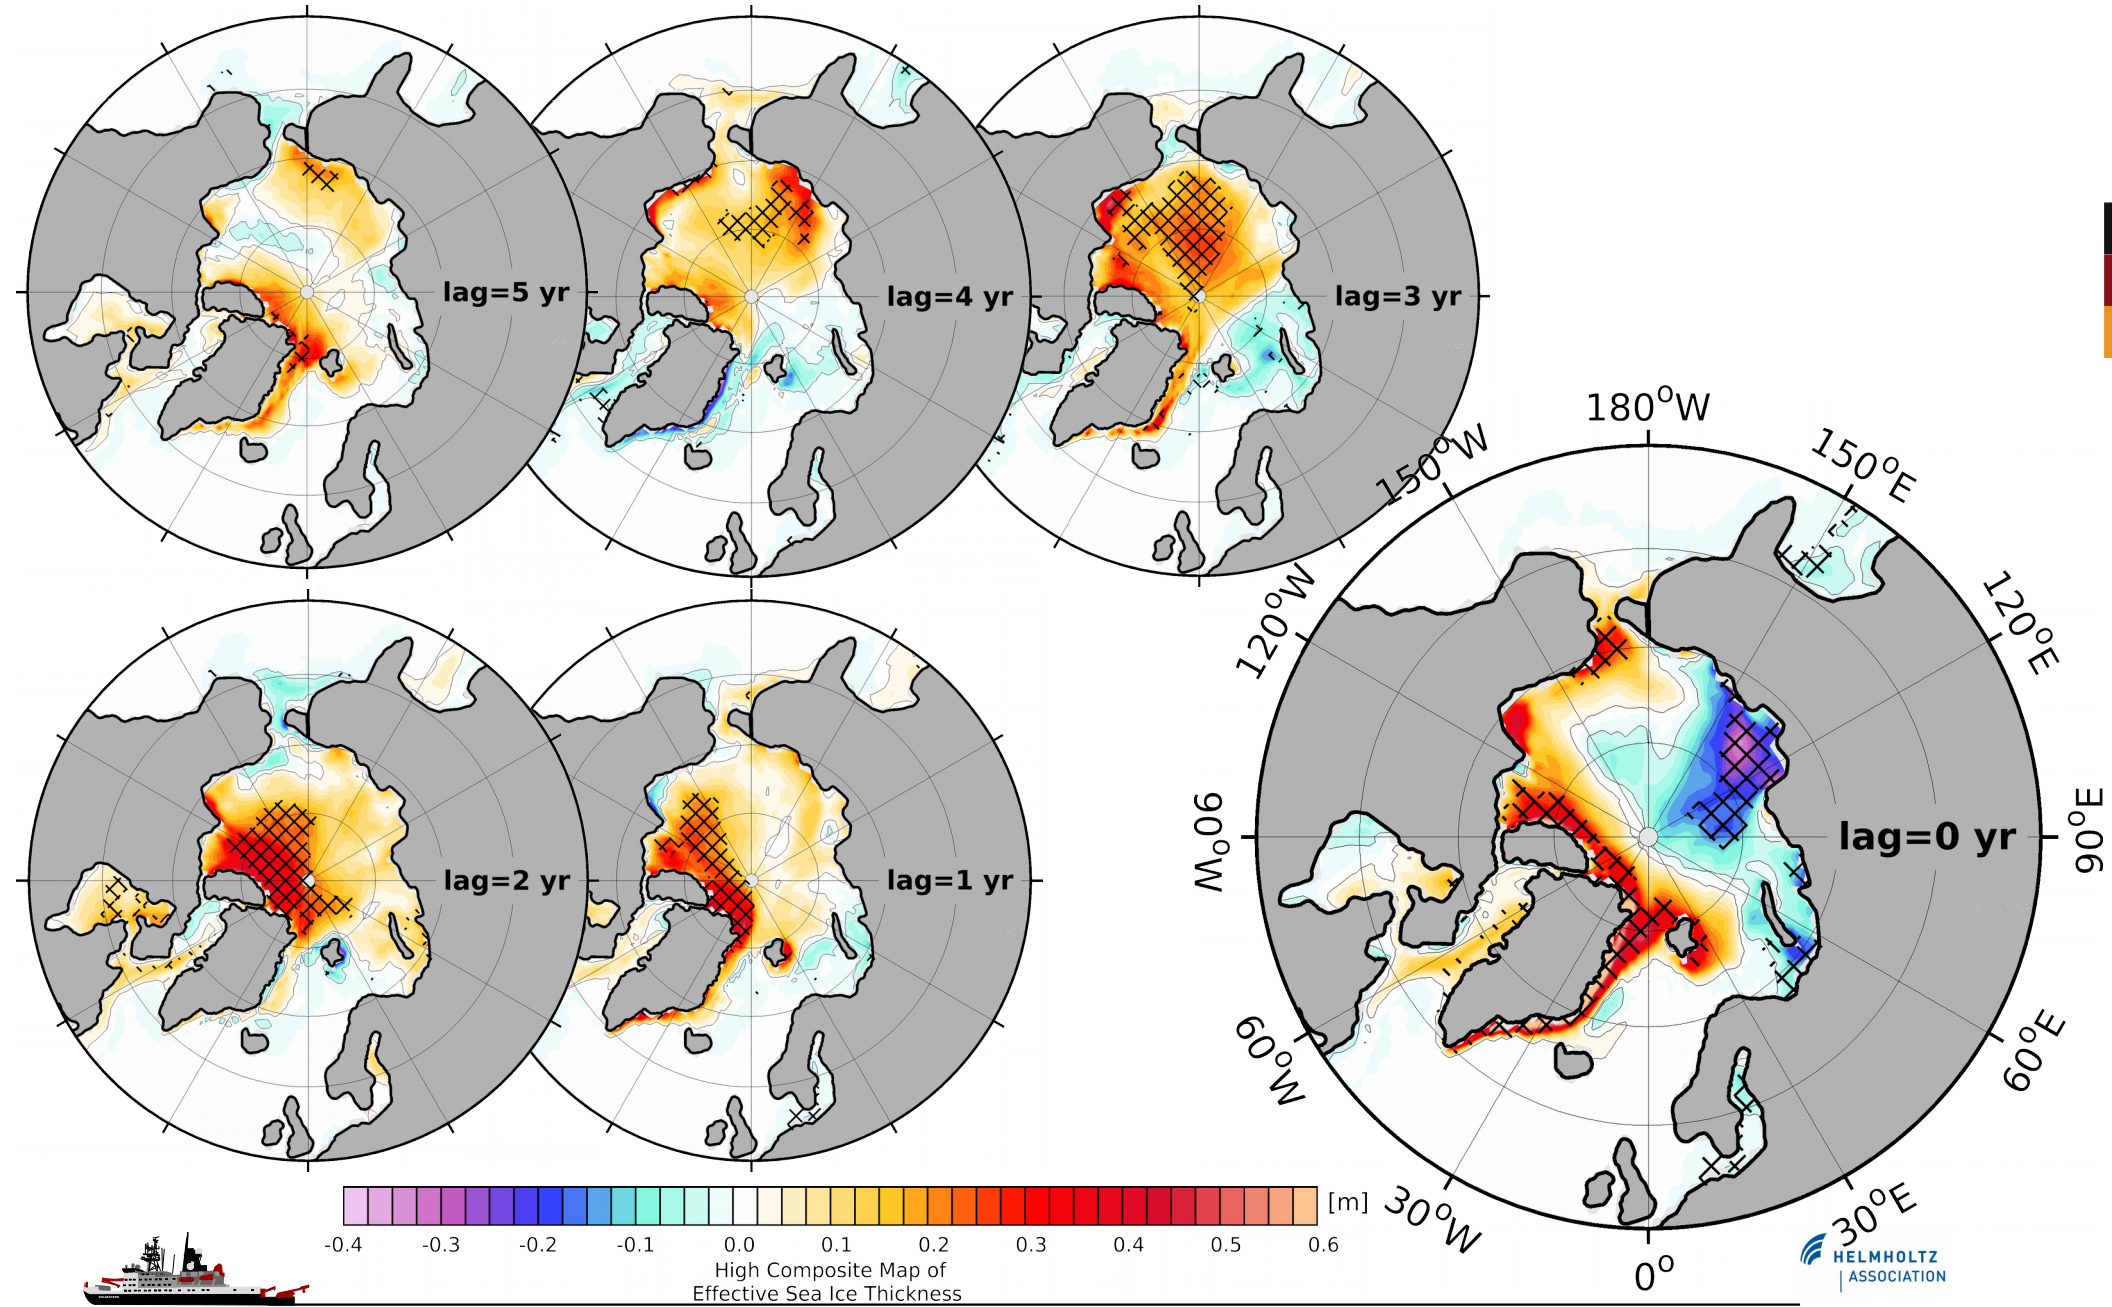 lag=5 yr
lag=4 yr
lag=3 yr
180°W
150°W
150°E
120°W
120°E
90°W
lag=0 yr
90°E
lag=2 yr
lag=1 yr
60°W
60°E
30°W
30°E
0°
[m]
-0.4 -0.3 -0.2 -0.1 0.0 0.1 0.2 0.3 0.4 0.5 0.6
High Composite Map of
Effective Sea Ice Thickness
HELMHOLTZ
ASSOCIATION